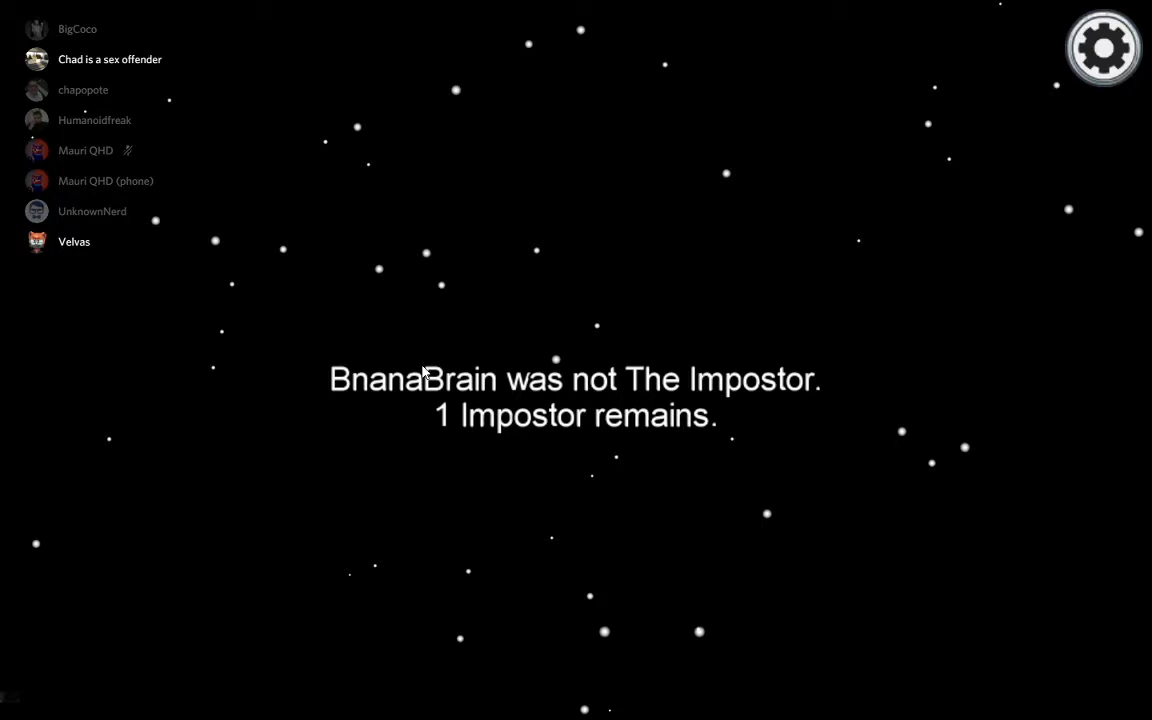 BigCoco
Chad is a sex offender
chapopote
Humanoidfreak
Mauri QHD
Mauri QHD (phone)
UnknownNerd
Velvas
BnanaBrain was not The Impostor.
1 Impostor remains.